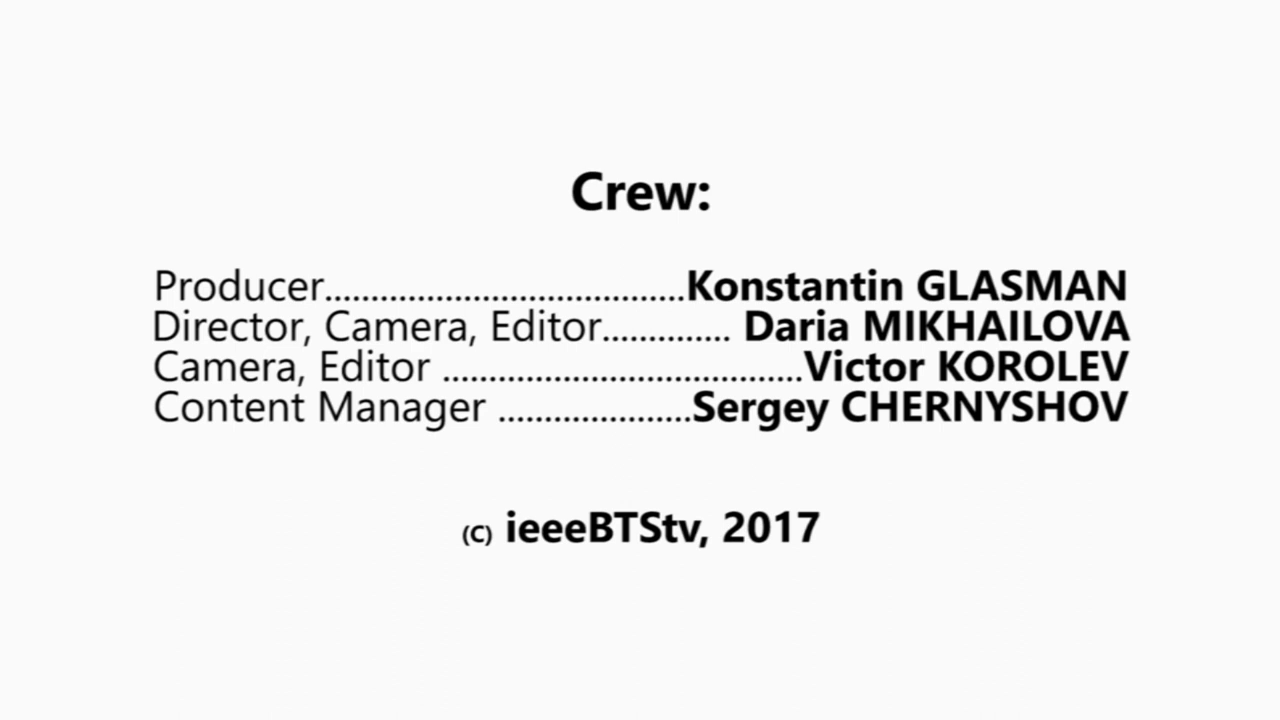 Crew:
Producer.......................................Konstantin GLASMAN
Director, Camera, Editor.............. Daria MIKHAILOVA
Camera, Editor .......................................Victor KOROLEV
Content Manager .....................Sergey CHERNYSHOV
(C) ieeeBTStv, 2017